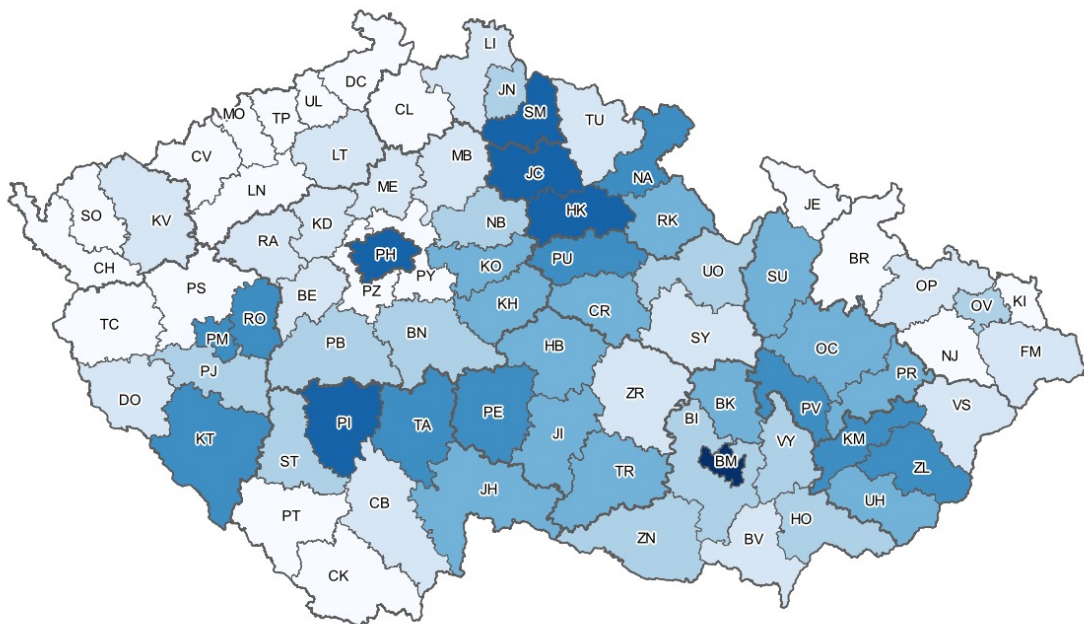 LI
DC
JN
UL
MO
TP
CL
SM
TU
CV
LT
MB
JC
NA
ME
LN
SO
KV
KD
NB
HK
RK
JE
RA
PH
BR
CH
KO
PU
UO
SU
OP
PS
BE
PZ
PY
OV
KI
TC
RO
KH
CR
PM
PB
BN
HB
SY
OC
NJ
FM
PJ
PR
DO
ZR
BK
PV
VS
KT
PI
TA
PE
JI
BI
VY
KM
ST
BM
ZL
JH
TR
UH
CB
PT
HO
ZN
BV
CK